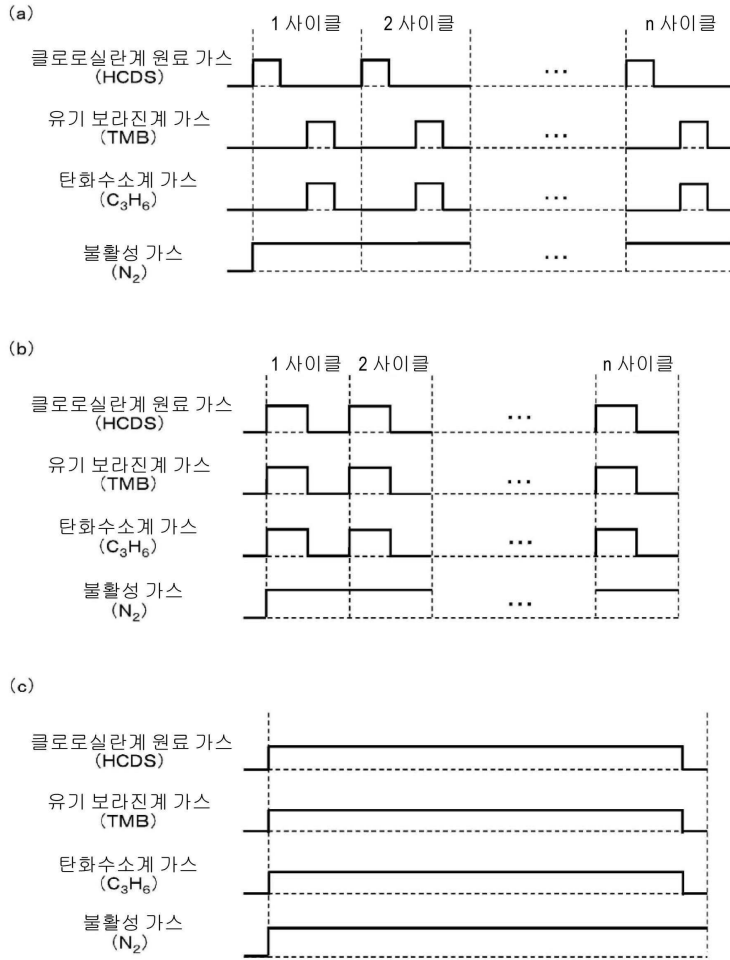 (a)
1 사이클 2 사이클 n 사이클
클로로실란계 원료 가스
(HCDS)
...
유기 보라진계 가스
(TMB)
...
탄화수소계 가스
(C₃H₆)
...
불활성 가스
(N₂)
...
(b)
1 사이클 2 사이클 n 사이클
클로로실란계 원료 가스
(HCDS)
...
유기 보라진계 가스
(TMB)
...
탄화수소계 가스
(C₃H₆)
...
불활성 가스
(N₂)
...
(c)
클로로실란계 원료 가스
(HCDS)
유기 보라진계 가스
(TMB)
탄화수소계 가스
(C₃H₆)
불활성 가스
(N₂)